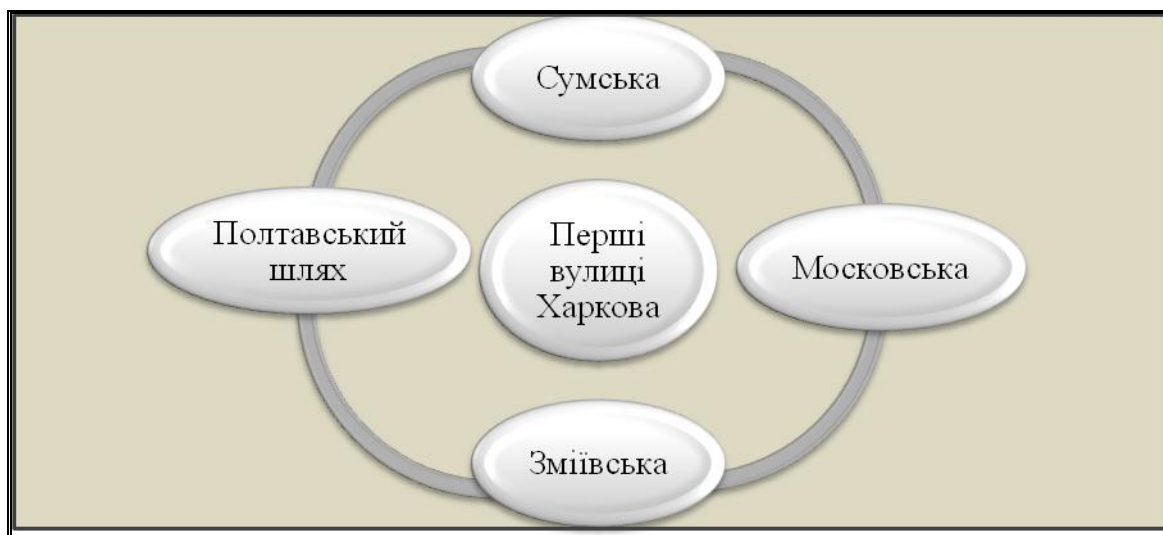 Сумська
Полтавський
шлях
Перші
вулиці
Харкова
Московська
Зміївська